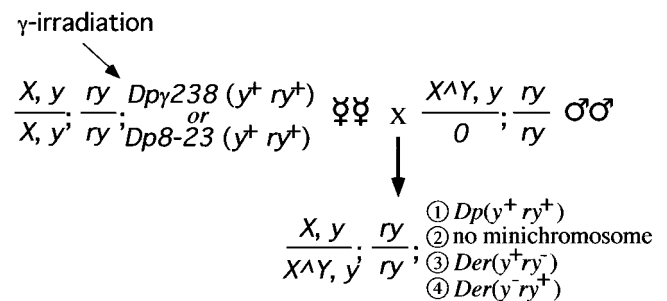 γ-irradiation
X, y ; ry ; Dpγ238 (y⁺ ry⁺) ☿☿ X X^Y, y ; ry ♂♂
or
X, y ry Dp8-23 (y⁺ ry⁺) 0 ry
① Dp(y⁺ ry⁺)
X, y ; ry ; ② no minichromosome
X^Y, y ry ③ Der(y⁺ry⁻)
④ Der(y⁻ry⁺)